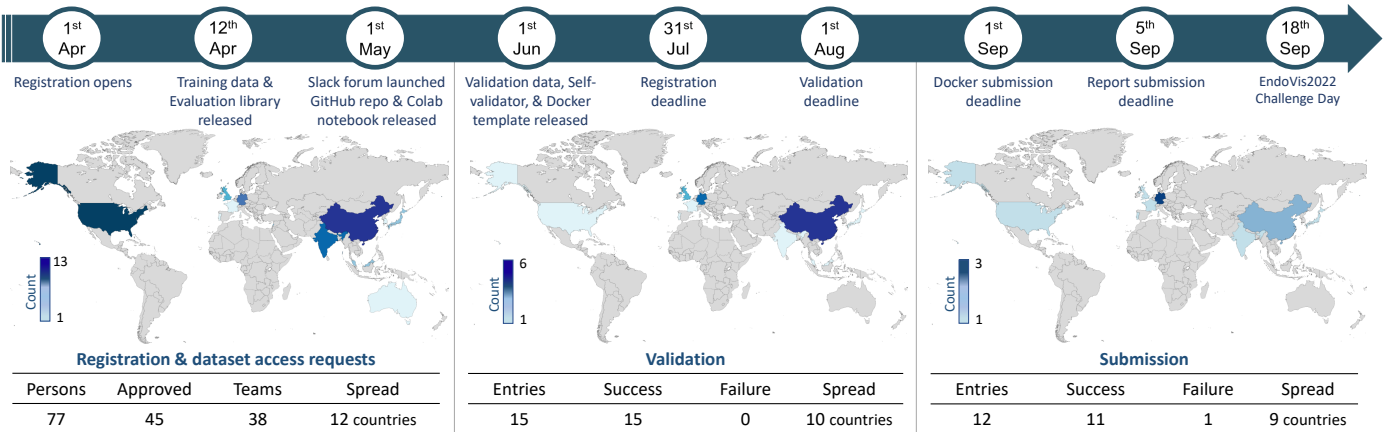 1st Apr
12th Apr
1st May
1st Jun
31st Jul
1st Aug
1st Sep
5th Sep
18th Sep
Registration opens
Training data &
Evaluation library
released
Slack forum launched
GitHub repo & Colab
notebook released
Validation data, Self-
validator, & Docker
template released
Registration
deadline
Validation
deadline
Docker submission
deadline
Report submission
deadline
EndoVis2022
Challenge Day
Count
13
1
Count
6
1
Count
3
1
Registration & dataset access requests
Persons Approved Teams Spread
77 45 38 12 countries
Validation
Entries Success Failure Spread
15 15 0 10 countries
Submission
Entries Success Failure Spread
12 11 1 9 countries